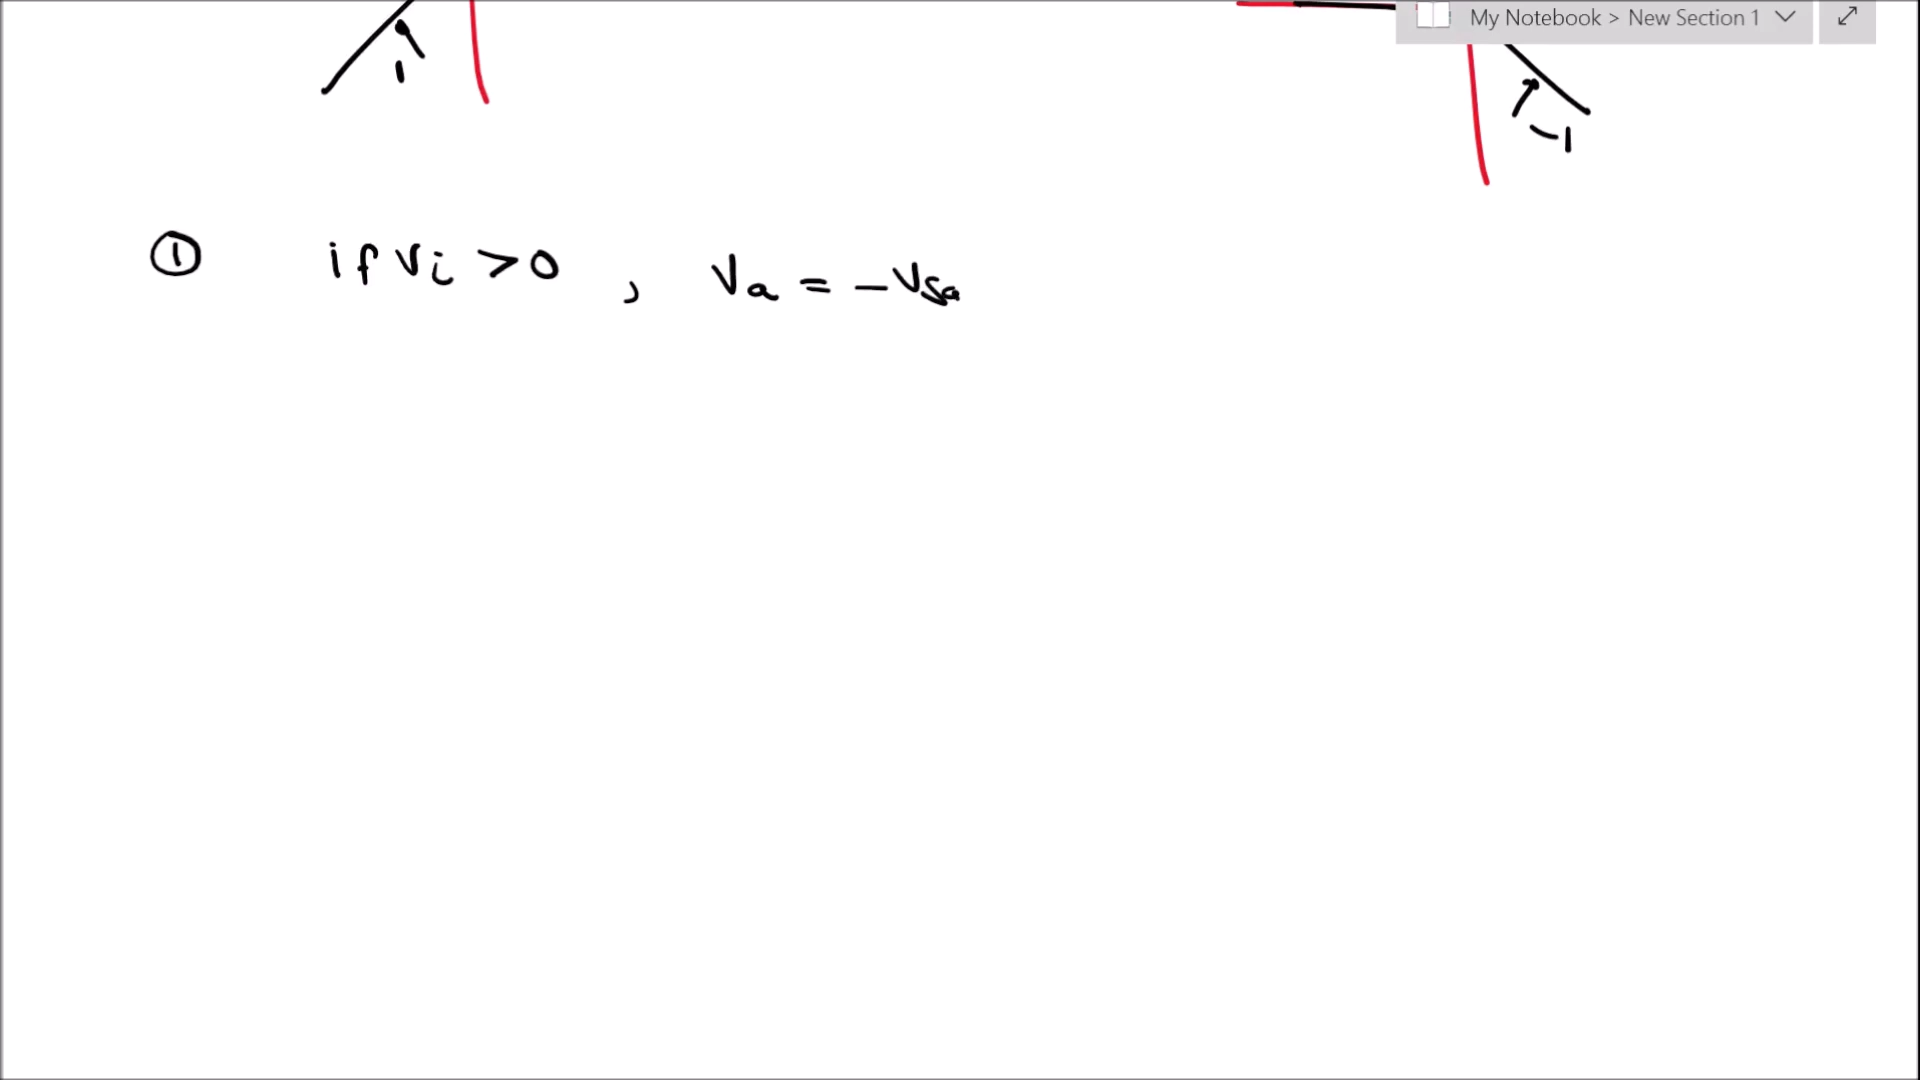 My Notebook > New Section 1
1
-1
① if Vi > 0 , Va = -Vsa